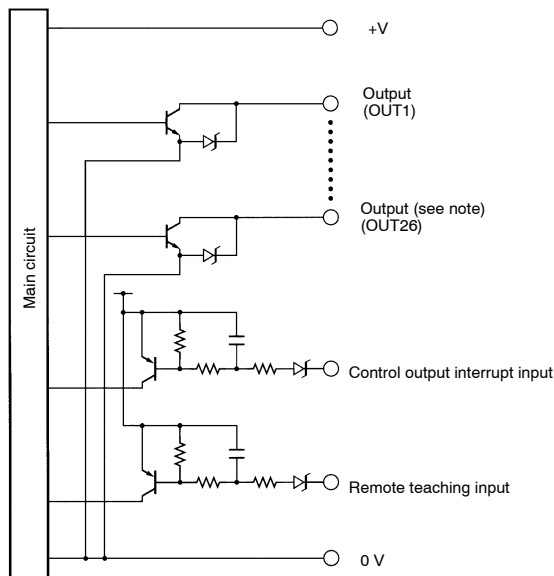 +V
Output
(OUT1)
Output (see note)
(OUT26)
Main circuit
Control output interrupt input
Remote teaching input
0 V